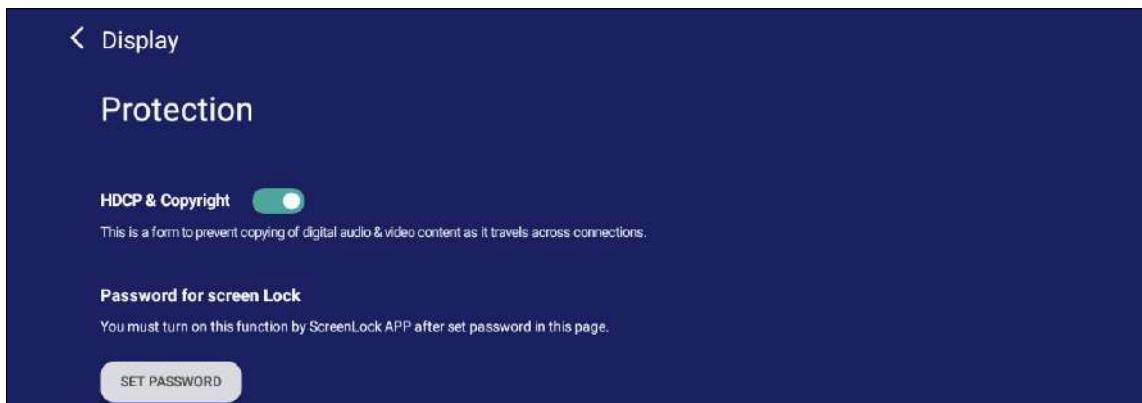 Display
Protection
HDCP & Copyright
This is a form to prevent copying of digital audio & video content as it travels across connections.
Password for screen Lock
You must turn on this function by ScreenLock APP after set password in this page.
SET PASSWORD